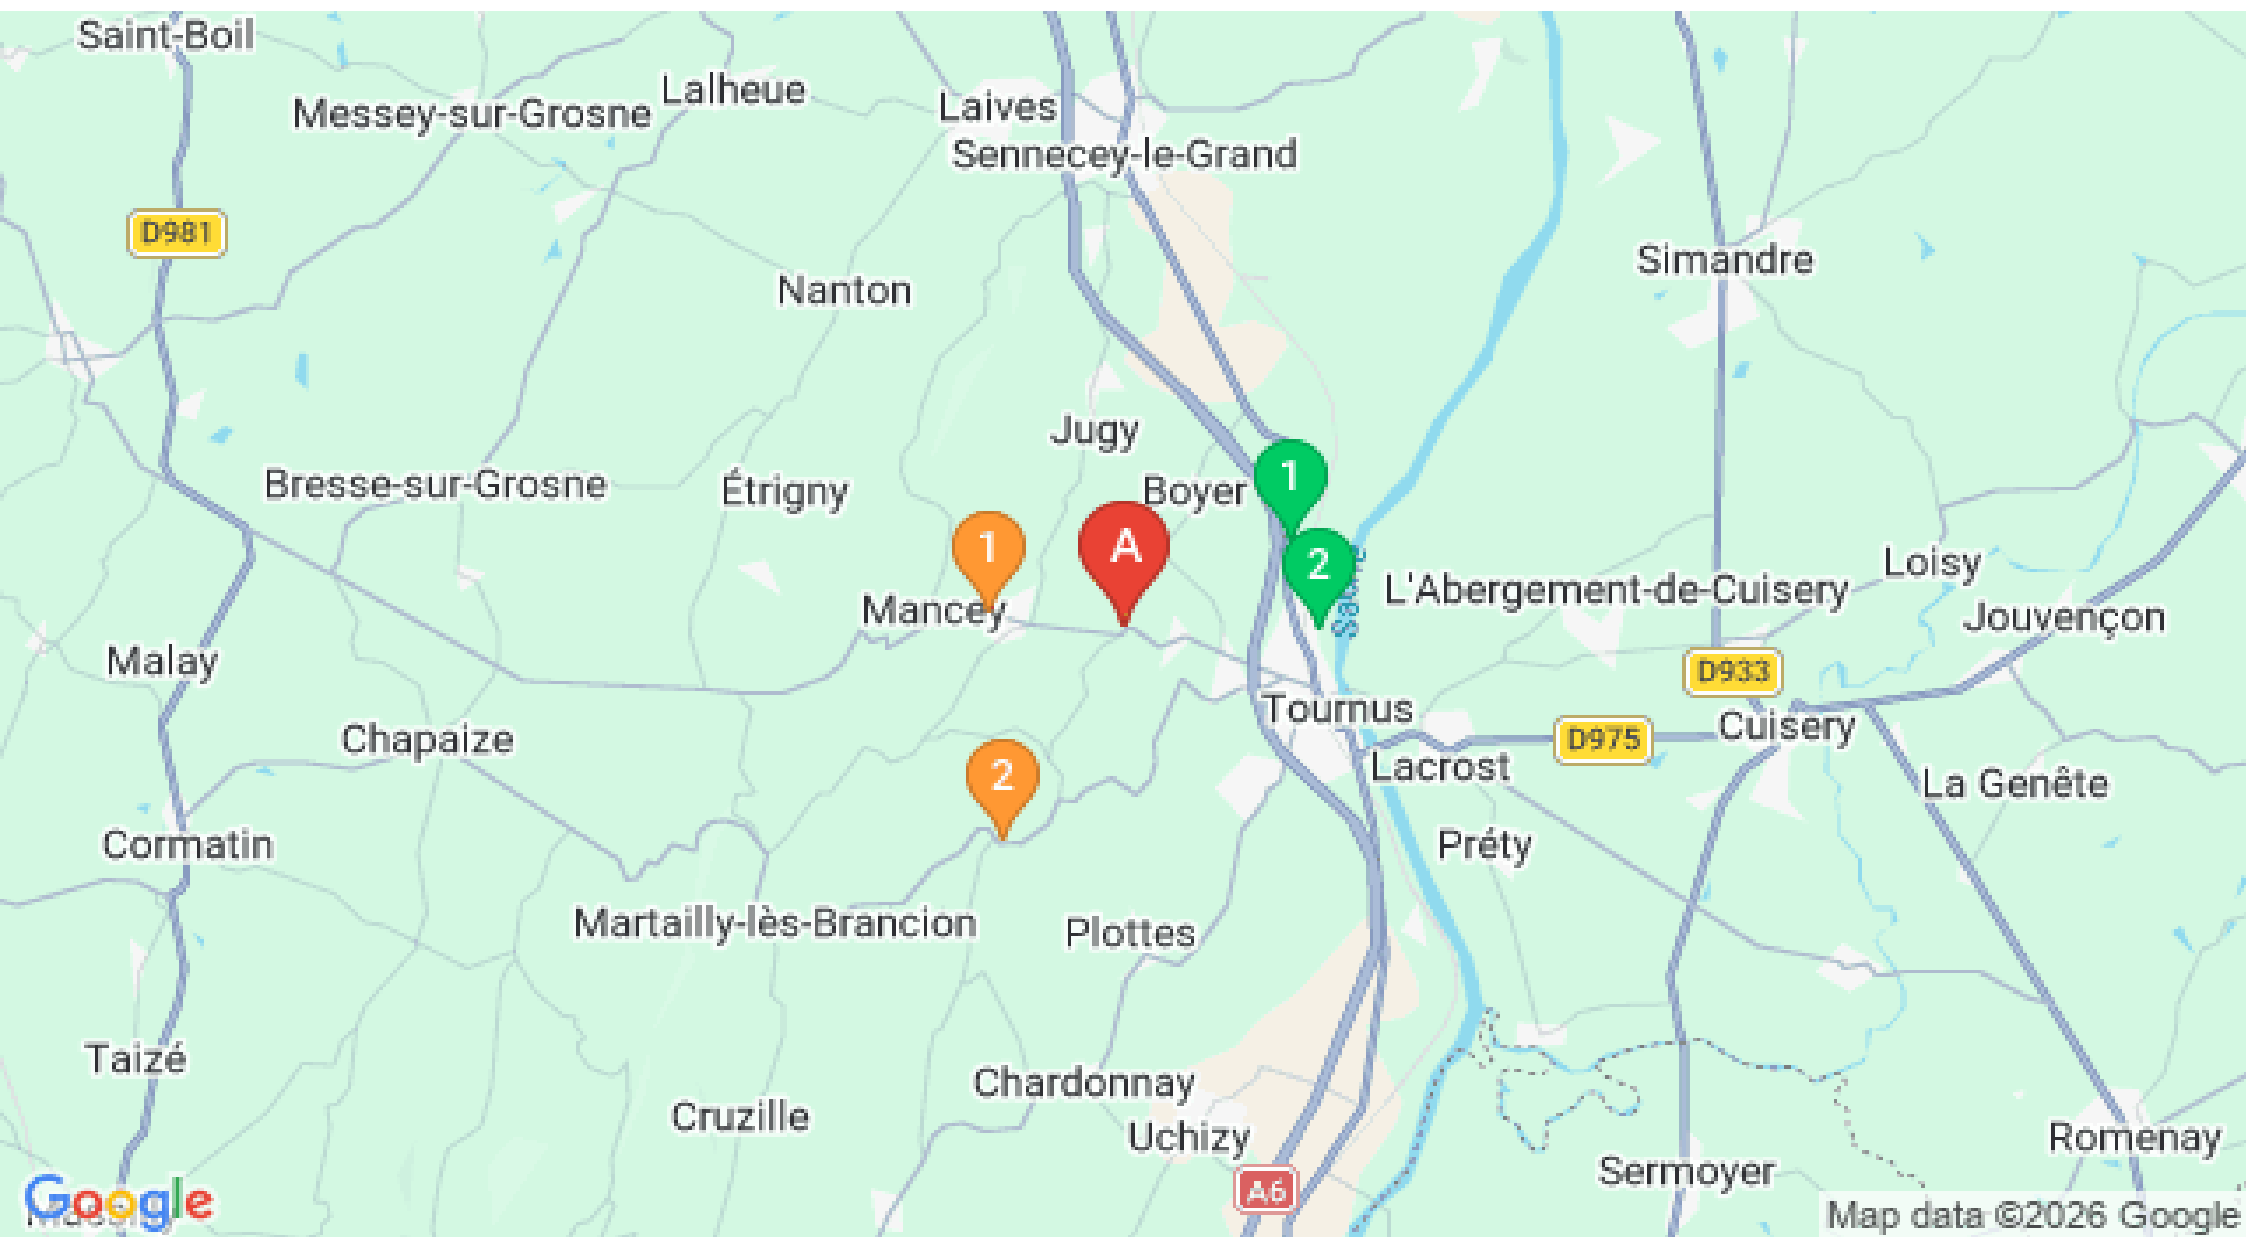 Saint-Boil
Lalheue
Messey-sur-Grosne
Laives
Sennecey-le-Grand
D981
Simandre
Nanton
Jugy
1
Bresse-sur-Grosne
Étrigny
Boyer
1
A
2
Saône
L'Abergement-de-Cuisery
Loisy
Mancey
Jouvençon
Malay
D933
Tournus
Chapaize
D975
Cuisery
2
Lacrost
La Genête
Cormatin
Préty
Martailly-lès-Brancion
Plottes
Taizé
Chardonnay
Cruzille
Uchizy
Romenay
Sermoyer
A6
Google
Map data ©2026 Google